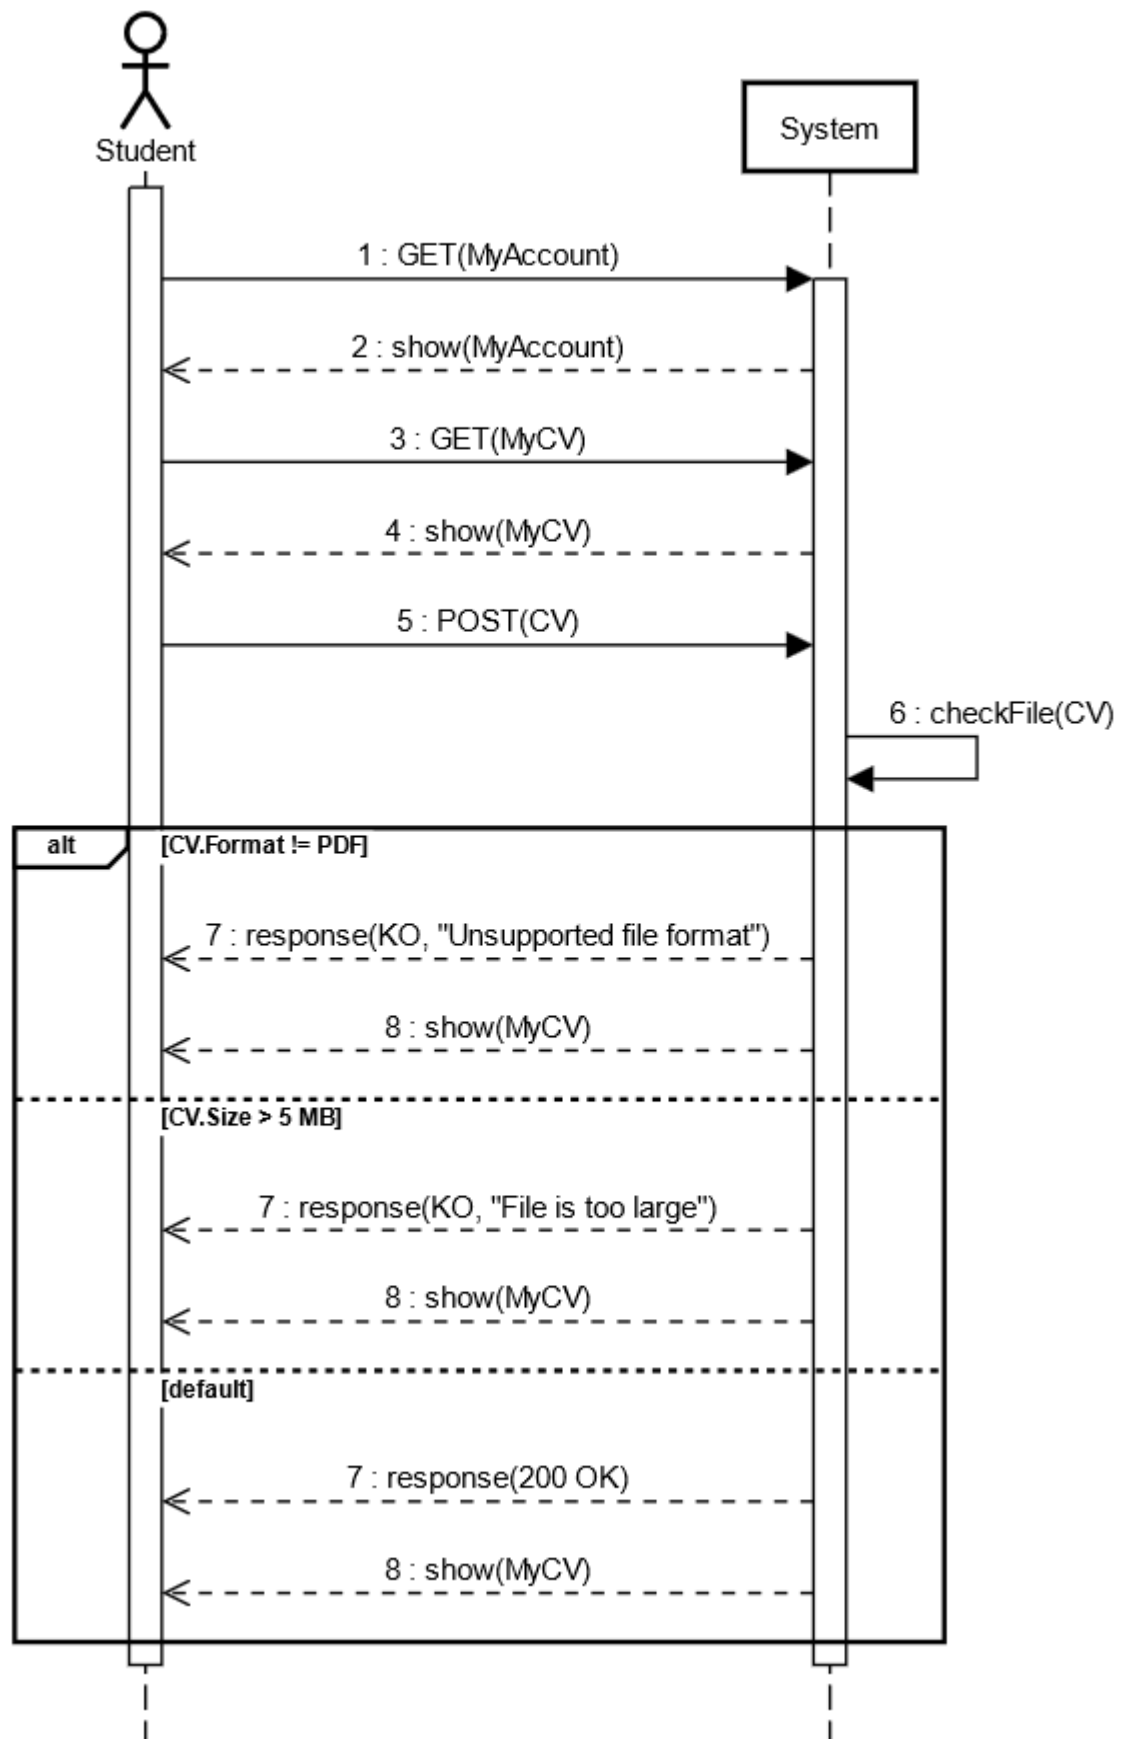 Student
System
1 : GET(MyAccount)
2 : show(MyAccount)
3 : GET(MyCV)
4 : show(MyCV)
5 : POST(CV)
6 : checkFile(CV)
alt
[CV.Format != PDF]
7 : response(KO, "Unsupported file format")
8 : show(MyCV)
[CV.Size > 5 MB]
7 : response(KO, "File is too large")
8 : show(MyCV)
[default]
7 : response(200 OK)
8 : show(MyCV)